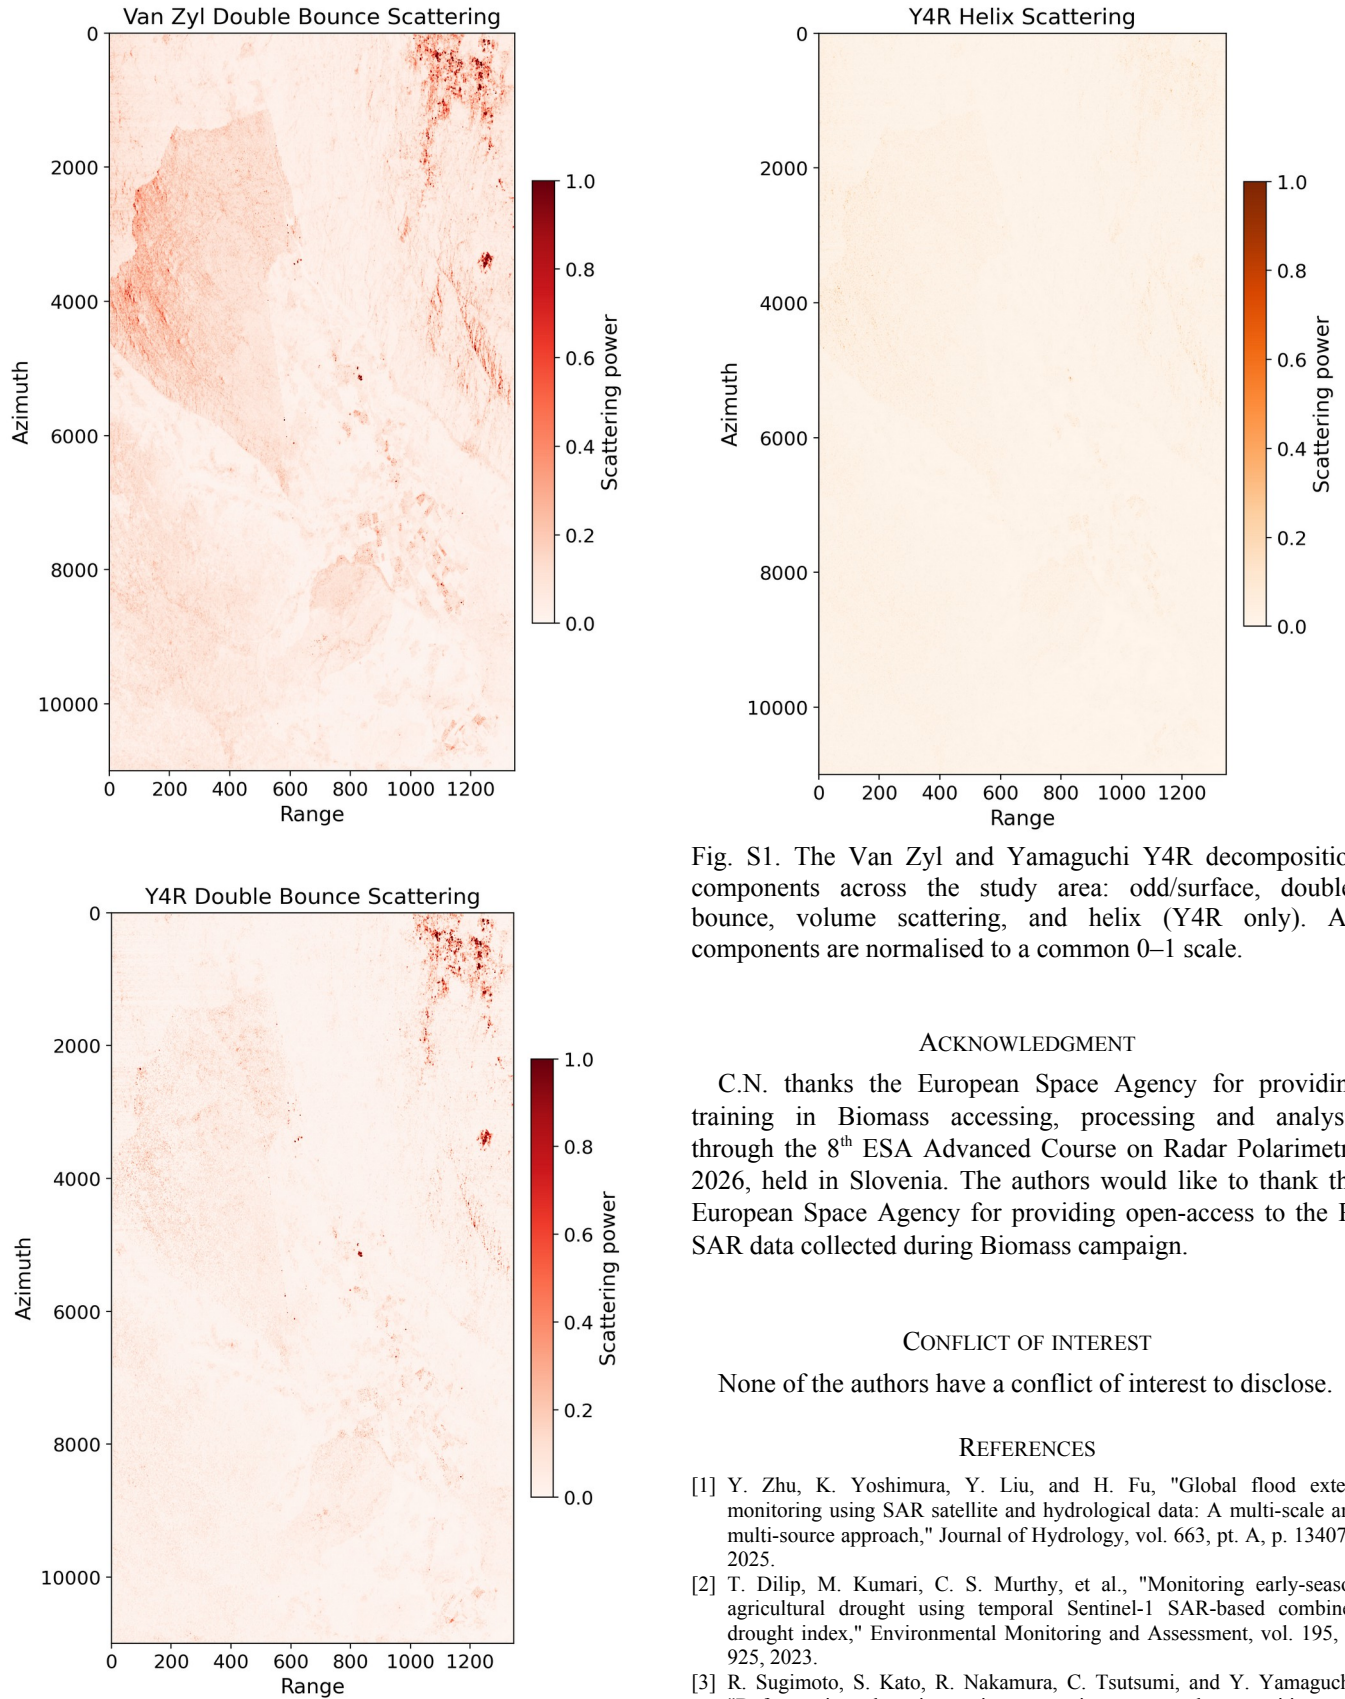 Van Zyl Double Bounce Scattering
0
2000
4000
6000
8000
10000
Azimuth
0 200 400 600 800 1000 1200
Range
1.0
0.8
0.6
0.4
0.2
0.0
Scattering power
Y4R Double Bounce Scattering
0
2000
4000
6000
8000
10000
Azimuth
0 200 400 600 800 1000 1200
Range
1.0
0.8
0.6
0.4
0.2
0.0
Scattering power
Y4R Helix Scattering
0
2000
4000
6000
8000
10000
Azimuth
0 200 400 600 800 1000 1200
Range
1.0
0.8
0.6
0.4
0.2
0.0
Scattering power
Fig. S1. The Van Zyl and Yamaguchi Y4R decompositio
components across the study area: odd/surface, double
bounce, volume scattering, and helix (Y4R only). A
components are normalised to a common 0–1 scale.
ACKNOWLEDGMENT
C.N. thanks the European Space Agency for providin
training in Biomass accessing, processing and analys
through the 8th ESA Advanced Course on Radar Polarimetr
2026, held in Slovenia. The authors would like to thank th
European Space Agency for providing open-access to the
SAR data collected during Biomass campaign.
CONFLICT OF INTEREST
None of the authors have a conflict of interest to disclose.
REFERENCES
[1] Y. Zhu, K. Yoshimura, Y. Liu, and H. Fu, "Global flood exte
monitoring using SAR satellite and hydrological data: A multi-scale an
multi-source approach," Journal of Hydrology, vol. 663, pt. A, p. 13407
2025.
[2] T. Dilip, M. Kumari, C. S. Murthy, et al., "Monitoring early-seaso
agricultural drought using temporal Sentinel-1 SAR-based combine
drought index," Environmental Monitoring and Assessment, vol. 195,
925, 2023.
[3] R. Sugimoto, S. Kato, R. Nakamura, C. Tsutsumi, and Y. Yamaguch